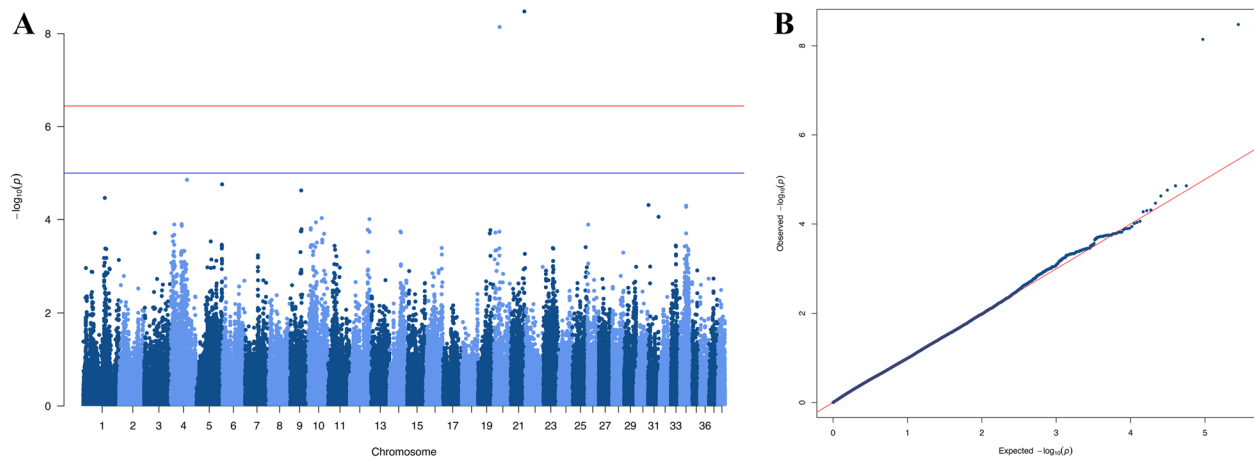 A
8
6
4
2
0
−log₁₀(p)
1 2 3 4 5 6 7 8 9 10 11 13 15 17 19 21 23 25 27 29 31 33 36
Chromosome
B
8
6
4
2
0
Observed −log₁₀(p)
0 1 2 3 4 5
Expected −log₁₀(p)